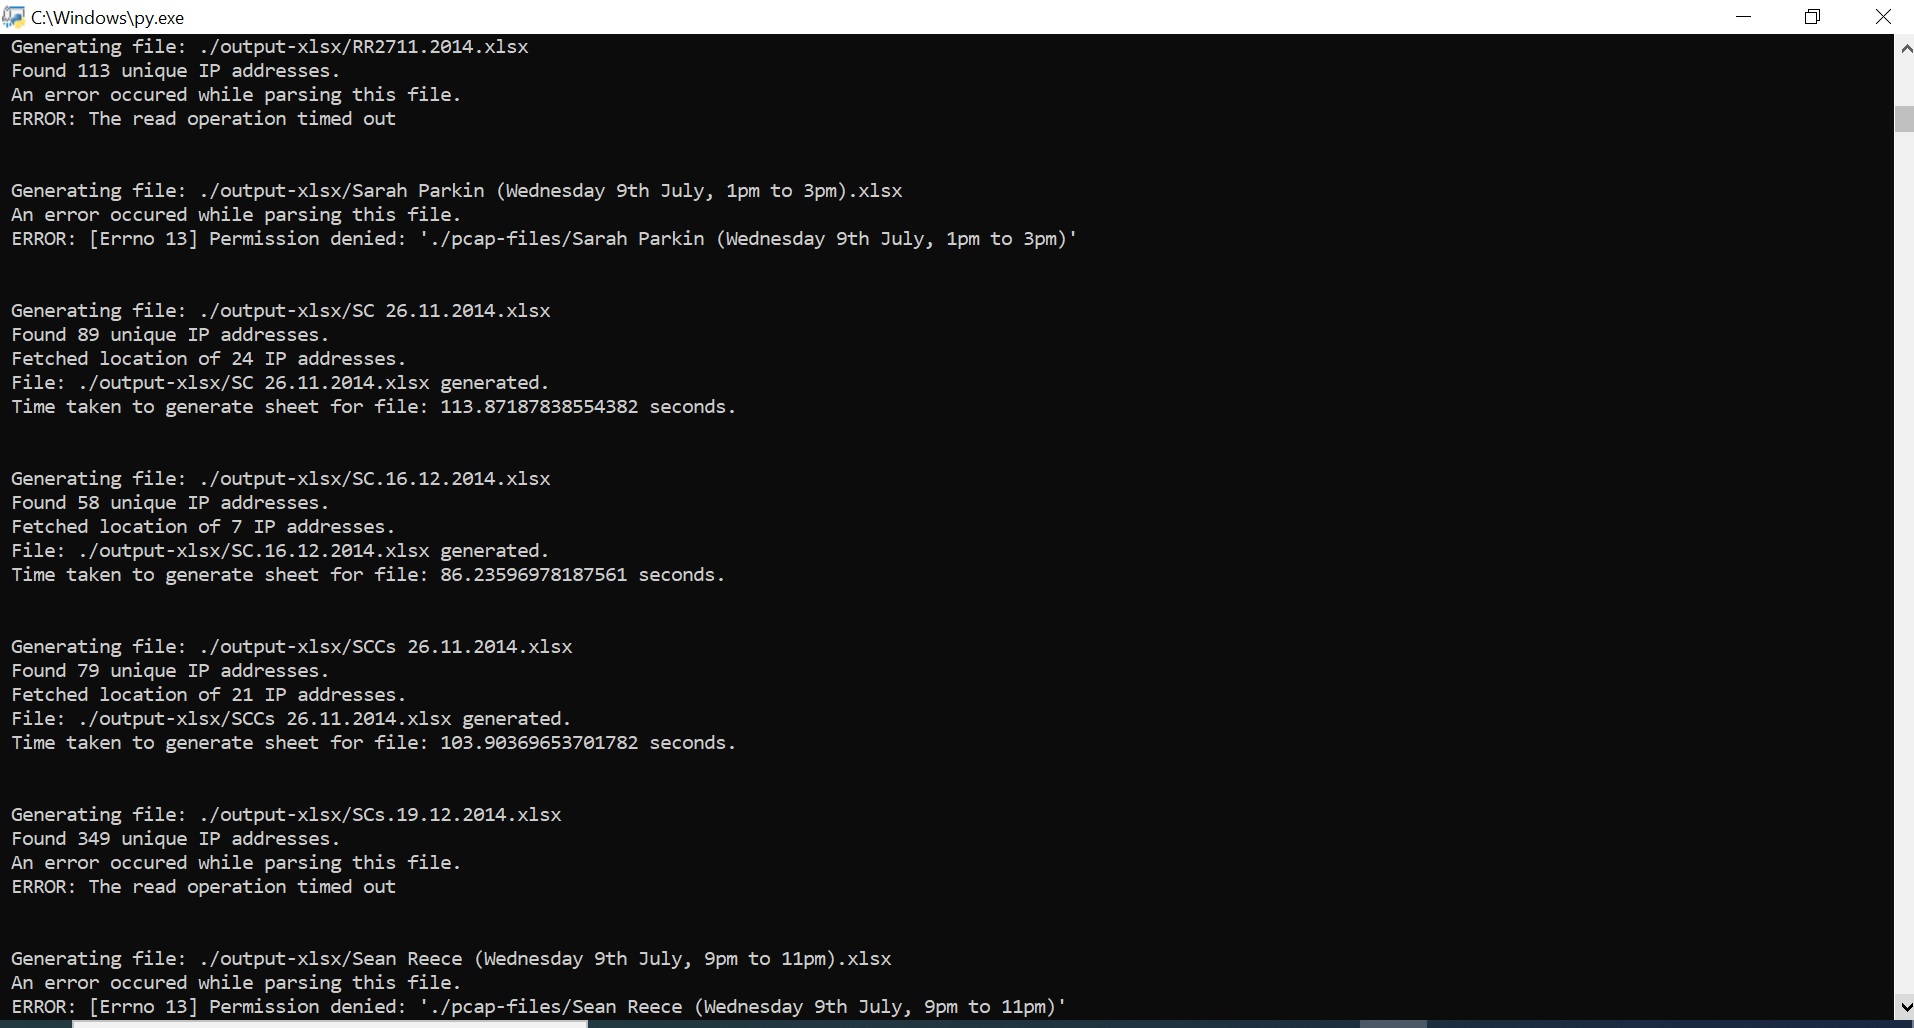 C:\Windows\py.exe
Generating file: ./output-xlsx/RR2711.2014.xlsx
Found 113 unique IP addresses.
An error occured while parsing this file.
ERROR: The read operation timed out
Generating file: ./output-xlsx/Sarah Parkin (Wednesday 9th July, 1pm to 3pm).xlsx
An error occured while parsing this file.
ERROR: [Errno 13] Permission denied: './pcap-files/Sarah Parkin (Wednesday 9th July, 1pm to 3pm)'
Generating file: ./output-xlsx/SC 26.11.2014.xlsx
Found 89 unique IP addresses.
Fetched location of 24 IP addresses.
File: ./output-xlsx/SC 26.11.2014.xlsx generated.
Time taken to generate sheet for file: 113.87187838554382 seconds.
Generating file: ./output-xlsx/SC.16.12.2014.xlsx
Found 58 unique IP addresses.
Fetched location of 7 IP addresses.
File: ./output-xlsx/SC.16.12.2014.xlsx generated.
Time taken to generate sheet for file: 86.23596978187561 seconds.
Generating file: ./output-xlsx/SCCs 26.11.2014.xlsx
Found 79 unique IP addresses.
Fetched location of 21 IP addresses.
File: ./output-xlsx/SCCs 26.11.2014.xlsx generated.
Time taken to generate sheet for file: 103.90369653701782 seconds.
Generating file: ./output-xlsx/SCs.19.12.2014.xlsx
Found 349 unique IP addresses.
An error occured while parsing this file.
ERROR: The read operation timed out
Generating file: ./output-xlsx/Sean Reece (Wednesday 9th July, 9pm to 11pm).xlsx
An error occured while parsing this file.
ERROR: [Errno 13] Permission denied: './pcap-files/Sean Reece (Wednesday 9th July, 9pm to 11pm)'